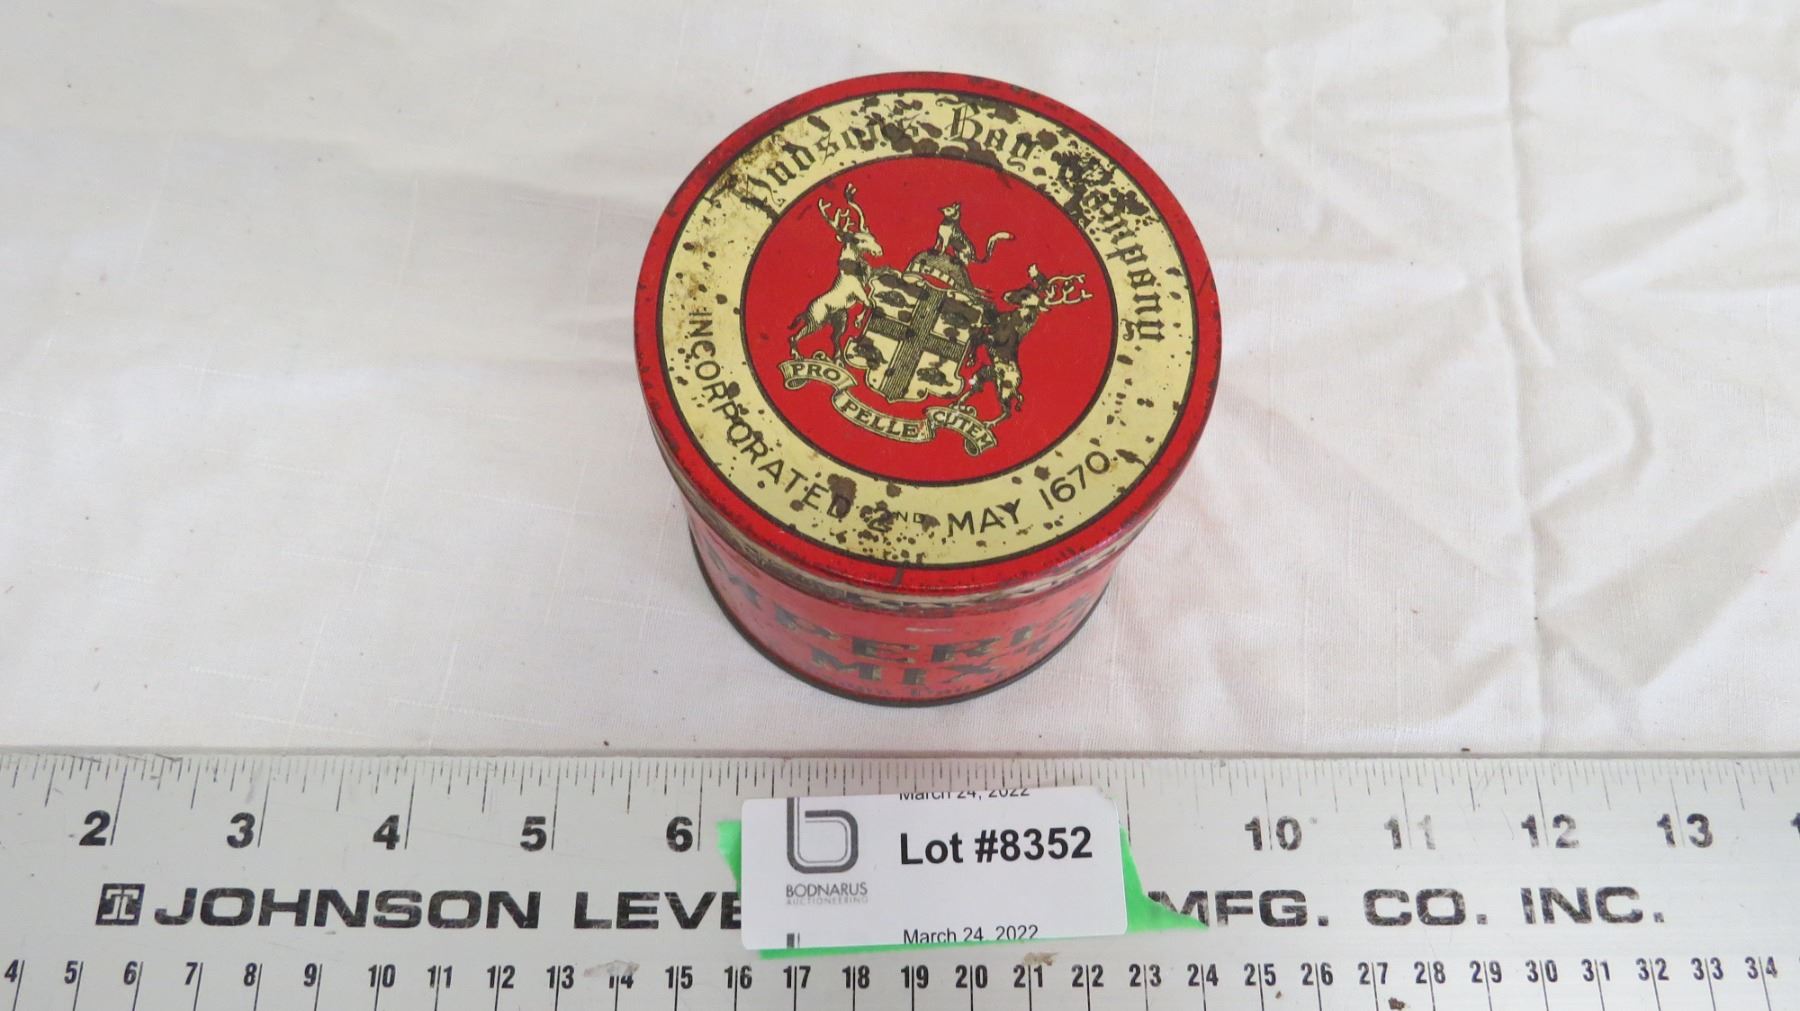 Hudson's Bay Company
PRO PELLE CUTEM
INCORPORATED 2ND MAY 1670.
MIXT
2 3 4 5 6 10 11 12 13
March 24, 2022
Lot #8352
BODNARUS
AUCTIONEERING
March 24, 2022
JOHNSON LEVE MFG. CO. INC.
4 5 6 7 8 9 10 11 12 13 14 15 16 17 18 19 20 21 22 23 24 25 26 27 28 29 30 31 32 33 34